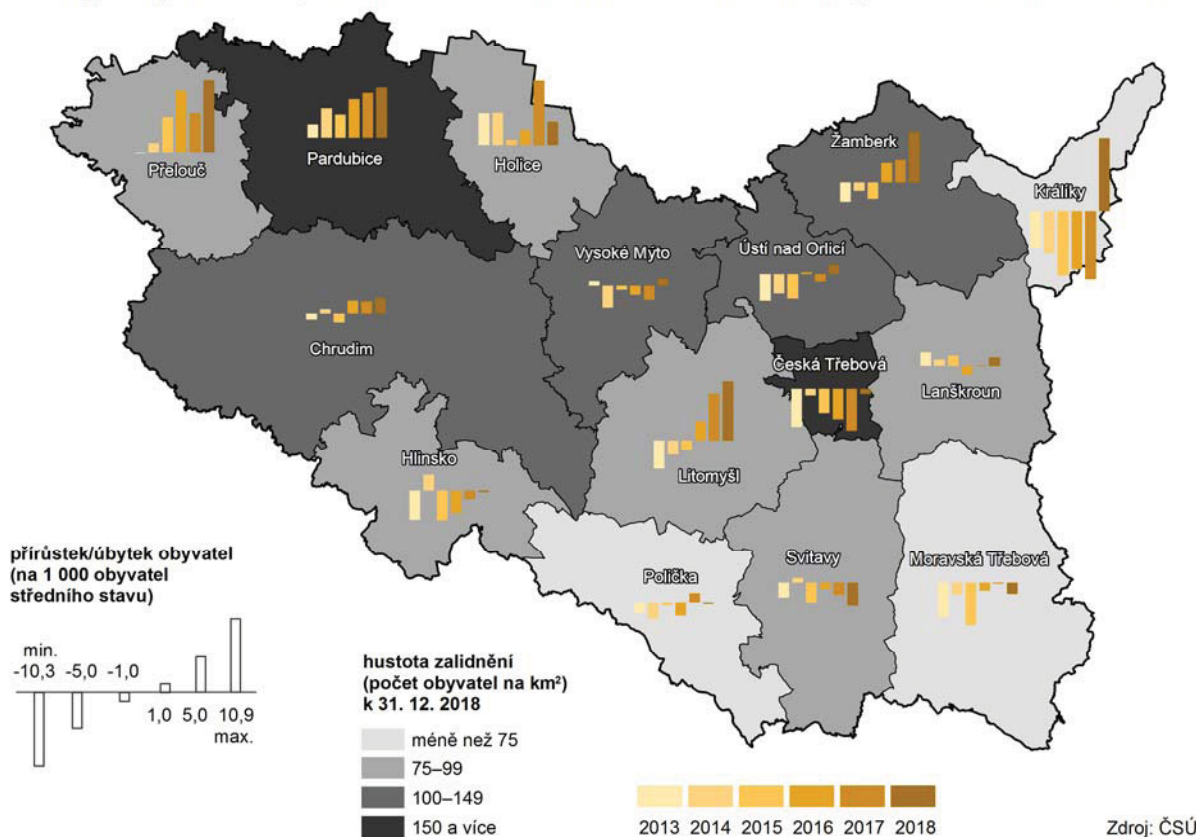 Žamberk
Pardubice
Přelouč
Holice
Králíky
Vysoké Mýto
Ústí nad Orlicí
Chrudim
Česká Třebová
Lanškroun
Hlinsko
Litomyšl
Svitavy
Moravská Třebová
Polička
přírůstek/úbytek obyvatel
(na 1 000 obyvatel
středního stavu)
min.
-10,3
-5,0
-1,0
1,0
5,0
10,9
max.
hustota zalidnění
(počet obyvatel na km²)
k 31. 12. 2018
méně než 75
75–99
100–149
150 a více
2013 2014 2015 2016 2017 2018
Zdroj: ČSÚ